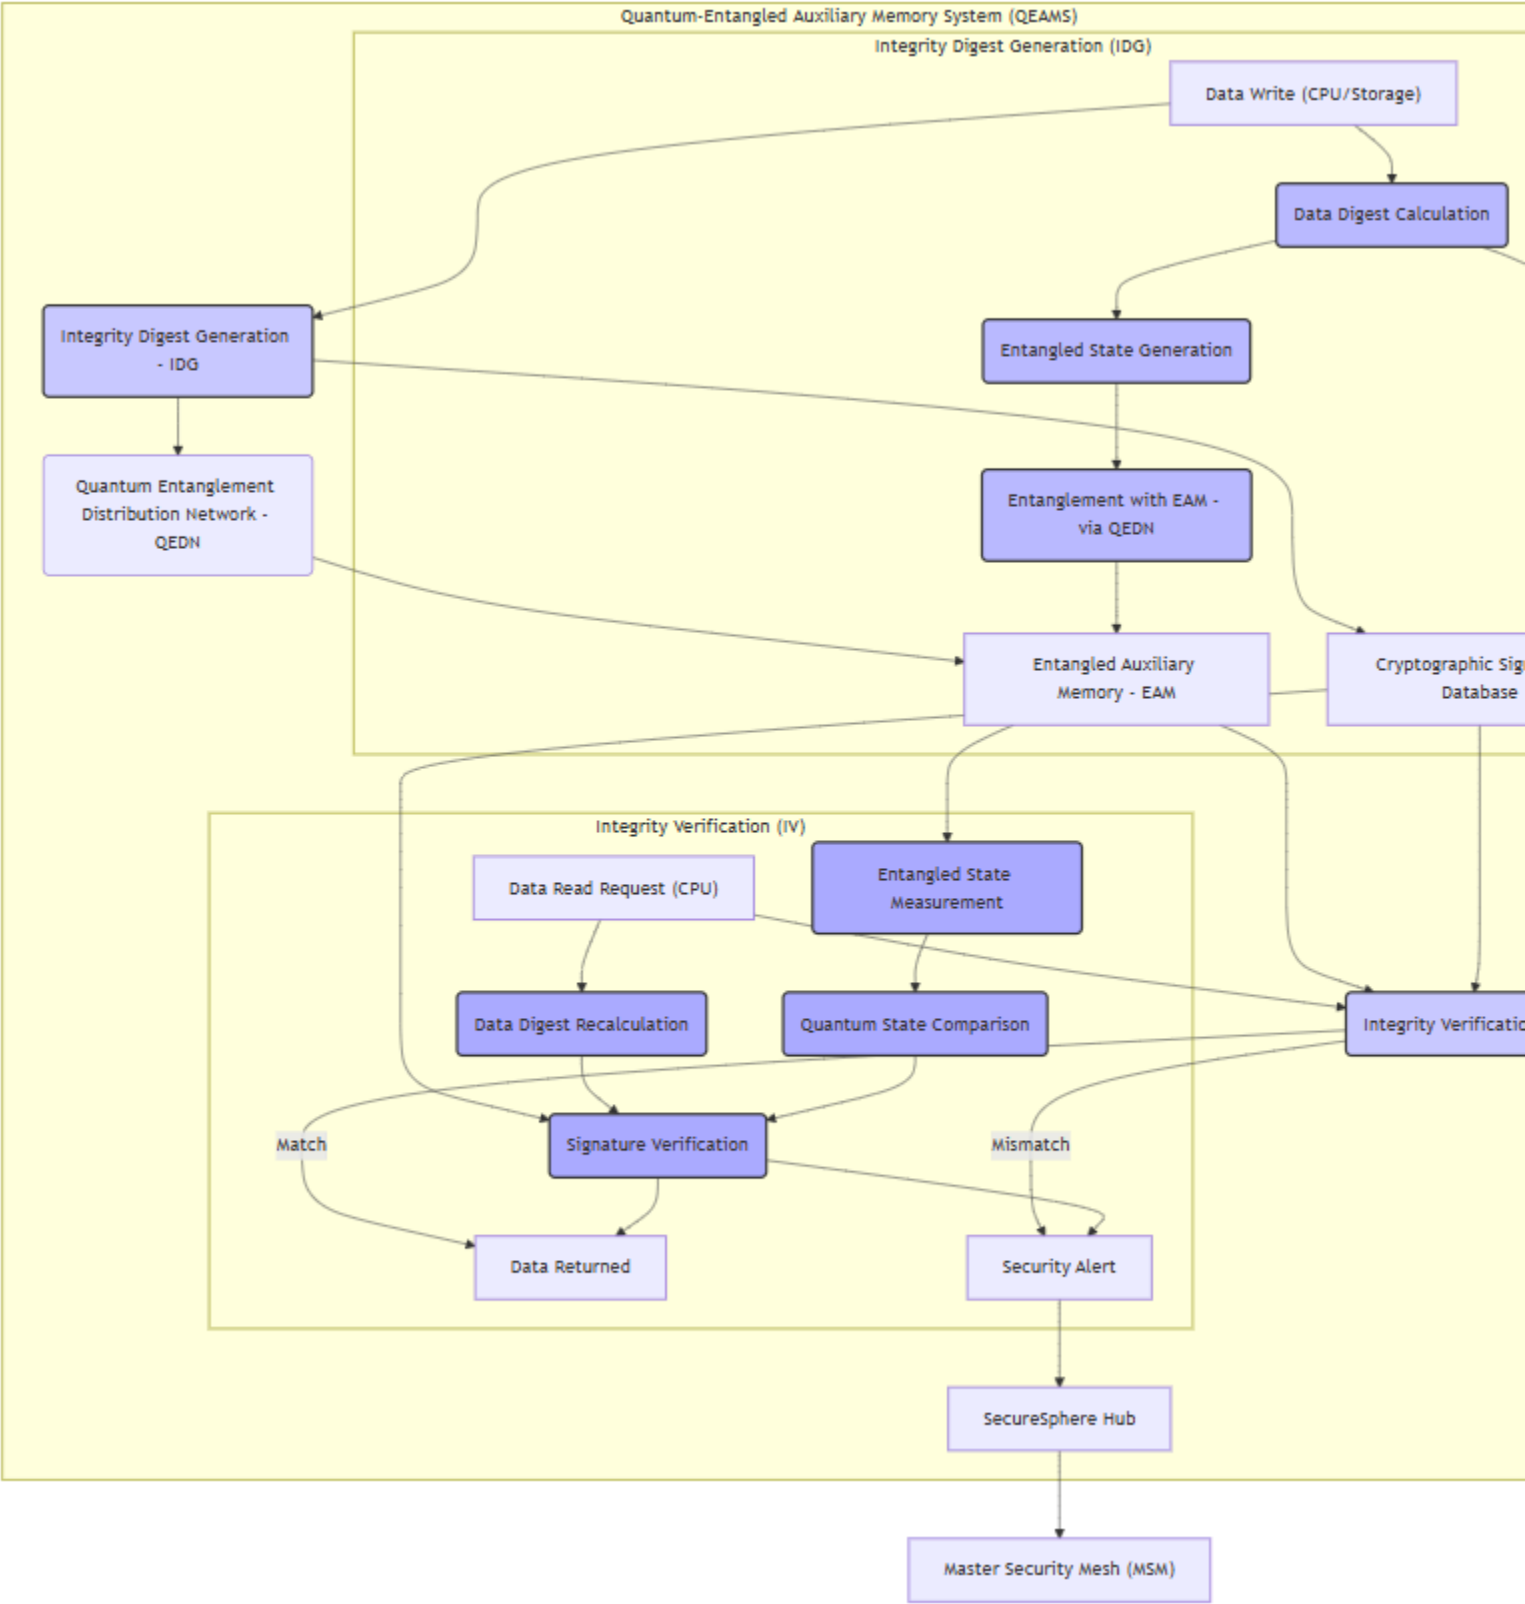 Quantum-Entangled Auxiliary Memory System (QEAMS)
Integrity Digest Generation (IDG)
Data Write (CPU/Storage)
Data Digest Calculation
Integrity Digest Generation
- IDG
Entangled State Generation
Quantum Entanglement
Distribution Network -
QEDN
Entanglement with EAM -
via QEDN
Entangled Auxiliary
Memory - EAM
Cryptographic
Database
Integrity Verification (IV)
Data Read Request (CPU)
Entangled State
Measurement
Data Digest Recalculation
Quantum State Comparison
Integrity
Match
Signature Verification
Mismatch
Data Returned
Security Alert
SecureSphere Hub
Master Security Mesh (MSM)